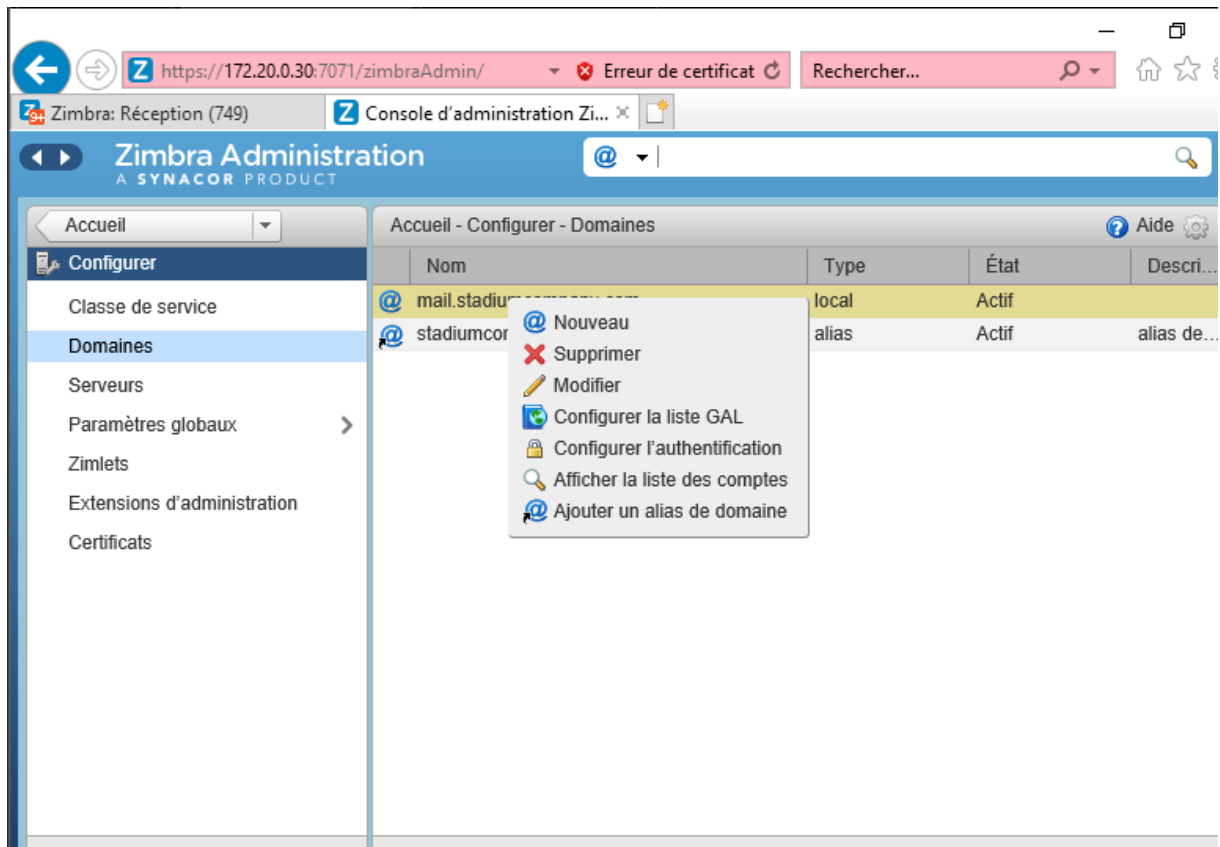 https://172.20.0.30:7071/zimbraAdmin/ Erreur de certificat Rechercher...
Zimbra: Réception (749) Console d'administration Zi...
Zimbra Administration
A SYNACOR PRODUCT
Accueil Accueil - Configurer - Domaines Aide
Configurer Nom Type État Descri...
Classe de service local Actif
Domaines alias Actif alias de...
Serveurs
Paramètres globaux
Zimlets
Extensions d'administration
Certificats
Nouveau
Supprimer
Modifier
Configurer la liste GAL
Configurer l'authentification
Afficher la liste des comptes
Ajouter un alias de domaine